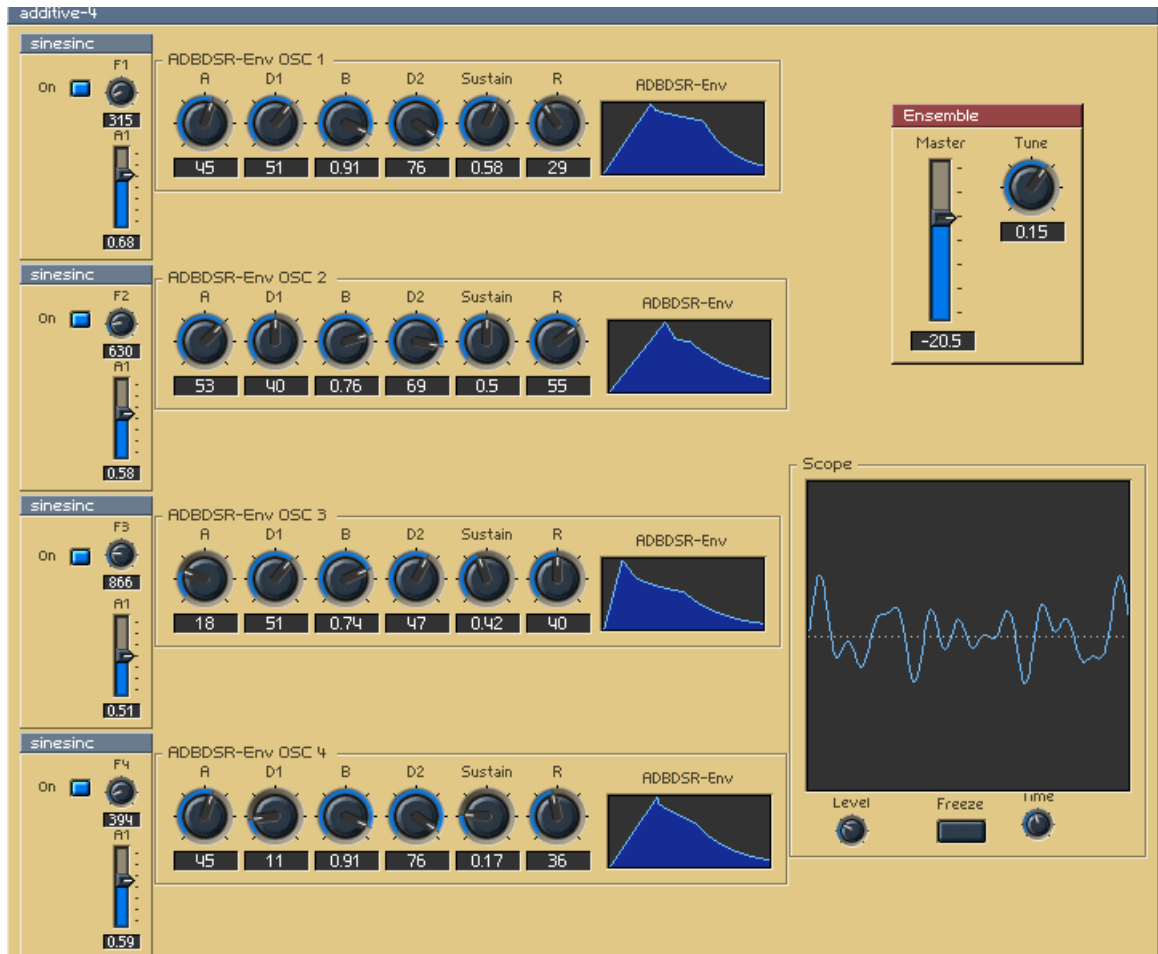 additive-4
sinesinc
On
F1
315
A1
0.68
ADBDSR-Env OSC 1
A D1 B D2 Sustain R
45 51 0.91 76 0.58 29
ADBDSR-Env
Ensemble
Master Tune
0.15
-20.5
sinesinc
On
F2
630
A1
0.58
ADBDSR-Env OSC 2
A D1 B D2 Sustain R
53 40 0.76 69 0.5 55
ADBDSR-Env
sinesinc
On
F3
866
A1
0.51
ADBDSR-Env OSC 3
A D1 B D2 Sustain R
18 51 0.74 47 0.42 40
ADBDSR-Env
Scope
Level Freeze Time
sinesinc
On
F4
394
A1
0.59
ADBDSR-Env OSC 4
A D1 B D2 Sustain R
45 11 0.91 76 0.17 36
ADBDSR-Env